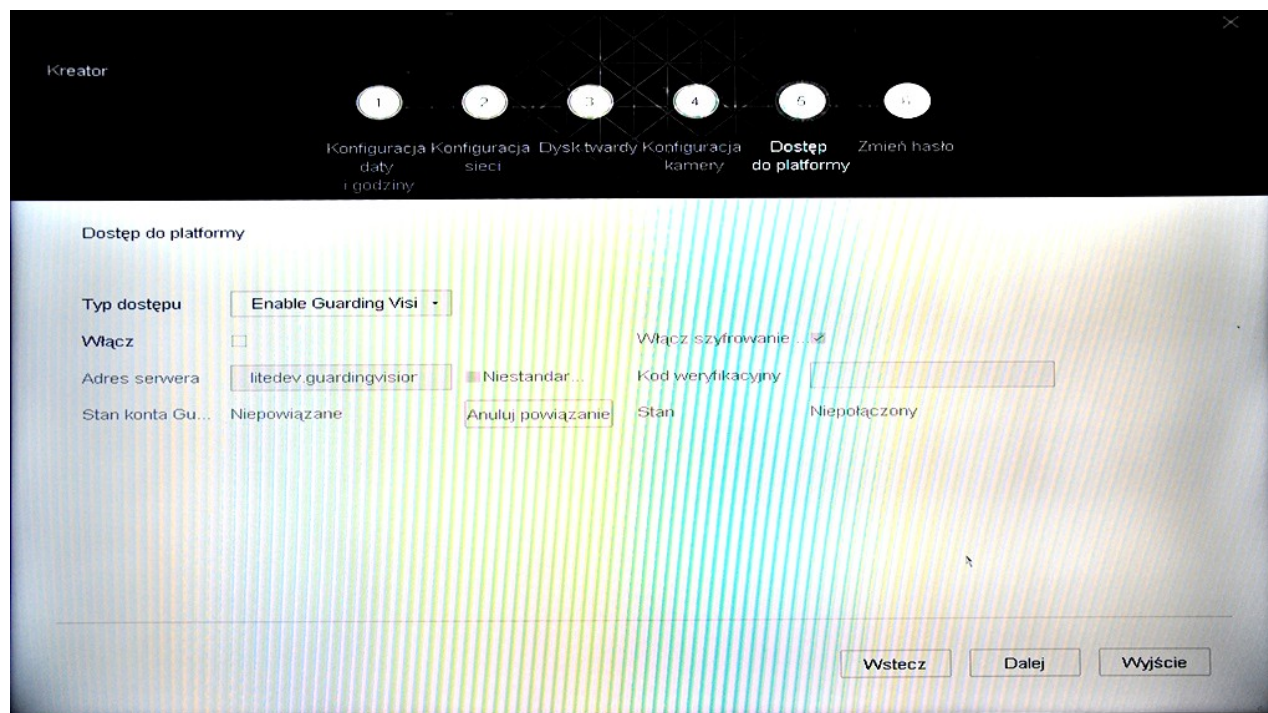 Kreator
1 2 3 4 5 6
Konfiguracja daty i godziny
Konfiguracja sieci
Dysk twardy
Konfiguracja kamery
Dostęp do platformy
Zmień hasło
Dostęp do platformy
Typ dostępu Enable Guarding Visi
Włącz Włącz szyfrowanie ...
Adres serwera litedev.guardingvisior Niestandar... Kod weryfikacyjny
Stan konta Gu... Niepowiązane Anuluj powiązanie Stan Niepołączony
Wstecz Dalej Wyjście